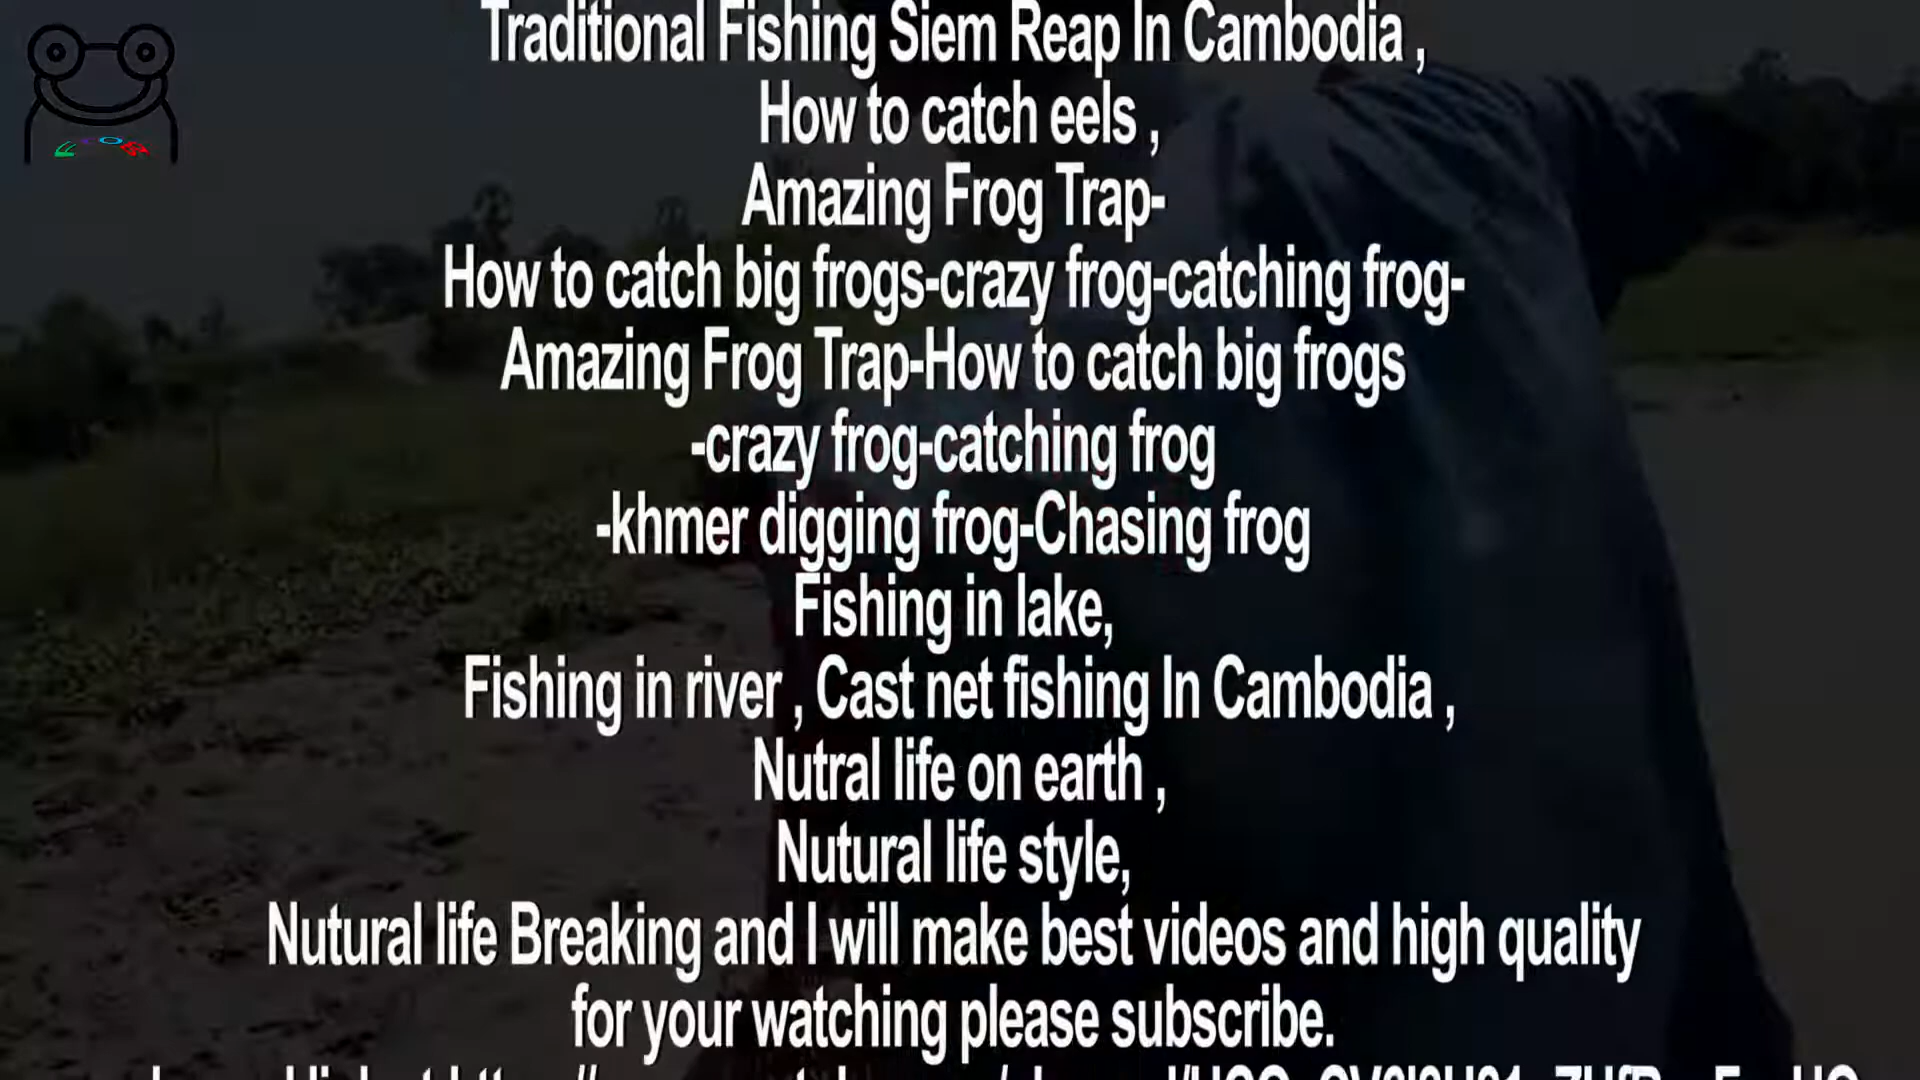 Traditional Fishing Siem Reap In Cambodia ,
How to catch eels ,
Amazing Frog Trap-
How to catch big frogs-crazy frog-catching frog-
Amazing Frog Trap-How to catch big frogs
-crazy frog-catching frog
-khmer digging frog-Chasing frog
Fishing in lake,
Fishing in river , Cast net fishing In Cambodia ,
Nutral life on earth ,
Nutural life style,
Nutural life Breaking and I will make best videos and high quality
for your watching please subscribe.